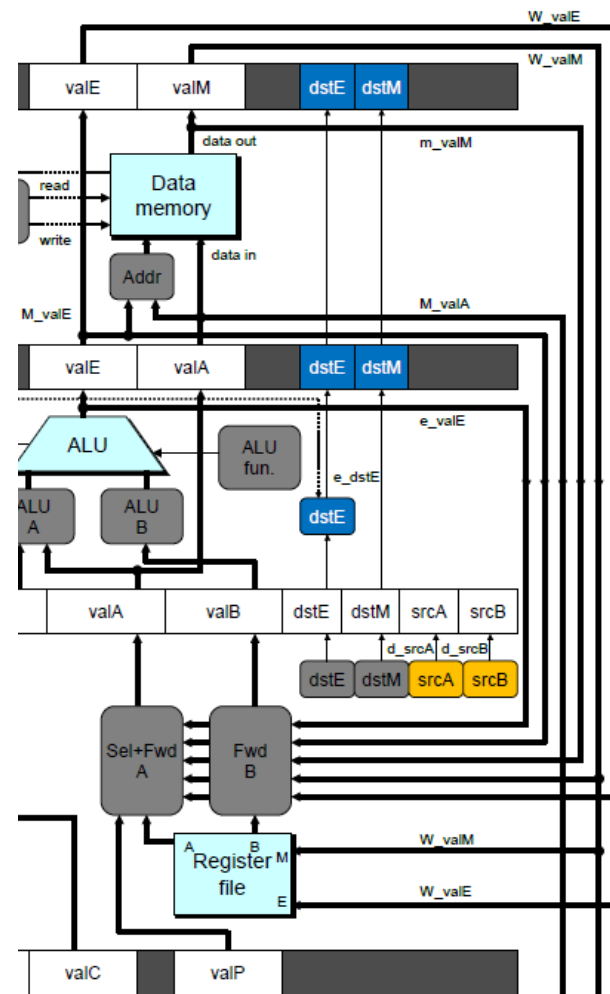 W_valE
W_valM
valE
valM
dstE
dstM
data out
m_valM
Data
memory
read
write
data in
Addr
M_valE
M_valA
valE
valA
dstE
dstM
e_valE
ALU
ALU
fun.
e_dstE
ALU
A
ALU
B
dstE
valA
valB
dstE
dstM
srcA
srcB
d_srcA
d_srcB
dstE
dstM
srcA
srcB
Sel+Fwd
A
Fwd
B
A
B
M
Register
file
E
W_valM
W_valE
valC
valP